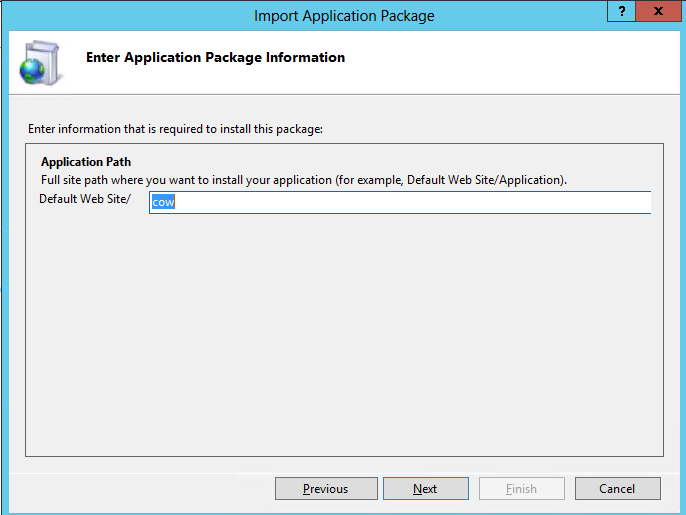 Import Application Package
?
x
Enter Application Package Information
Enter information that is required to install this package:
Application Path
Full site path where you want to install your application (for example, Default Web Site/Application).
Default Web Site/ cow
Previous Next Finish Cancel